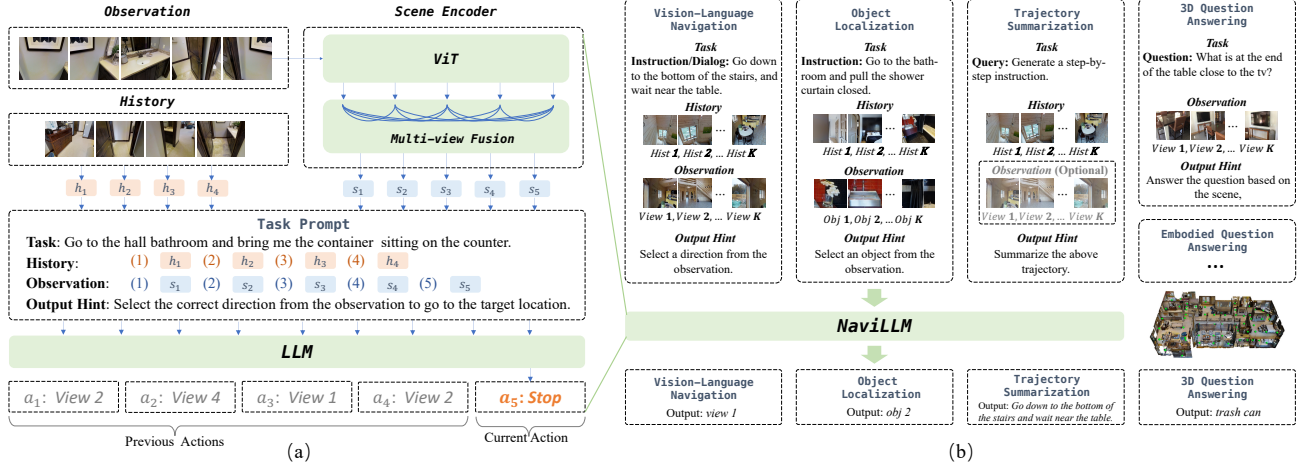 Observation
Scene Encoder
ViT
Multi-view Fusion
History
h1 h2 h3 h4
s1 s2 s3 s4 s5
Task Prompt
Task: Go to the hall bathroom and bring me the container sitting on the counter.
History: (1) h1 (2) h2 (3) h3 (4) h4
Observation: (1) s1 (2) s2 (3) s3 (4) s4 (5) s5
Output Hint: Select the correct direction from the observation to go to the target location.
LLM
a1: View 2 a2: View 4 a3: View 1 a4: View 2 a5: Stop
Previous Actions
Current Action
(a)
Vision-Language
Navigation
Task
Instruction/Dialog: Go down
to the bottom of the stairs, and
wait near the table.
History
...
Hist 1, Hist 2, ... Hist K
Observation
...
View 1, View 2, ... View K
Output Hint
Select a direction from the
observation.
Object
Localization
Task
Instruction: Go to the bath-
room and pull the shower
curtain closed.
History
...
Hist 1, Hist 2, ... Hist K
Observation
...
Obj 1, Obj 2, ... Obj K
Output Hint
Select an object from the
observation.
Trajectory
Summarization
Task
Query: Generate a step-by-
step instruction.
History
...
Hist 1, Hist 2, ... Hist K
Observation (Optional)
...
View 1, View 2, ... View K
Output Hint
Summarize the above
trajectory.
3D Question
Answering
Task
Question: What is at the end
of the table close to the tv?
Observation
...
View 1, View 2, ... View K
Output Hint
Answer the question based on
the scene,
Embodied Question
Answering
...
NaviLLM
Vision-Language
Navigation
Output: view 1
Object
Localization
Output: obj 2
Trajectory
Summarization
Output: Go down to the bottom of
the stairs and wait near the table.
3D Question
Answering
Output: trash can
(b)